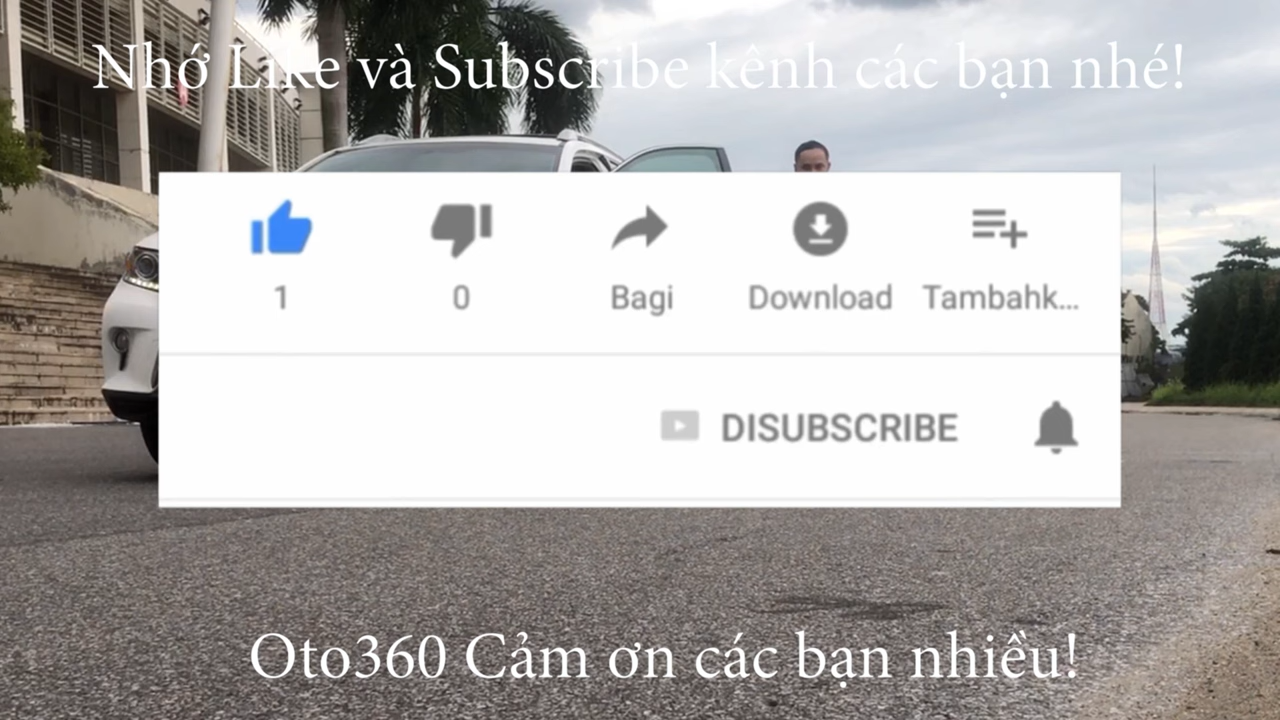 Nhớ Like và Subscribe kênh các bạn nhé!
1 0 Bagi Download Tambahk...
DISUBSCRIBE
Oto360 Cảm ơn các bạn nhiều!